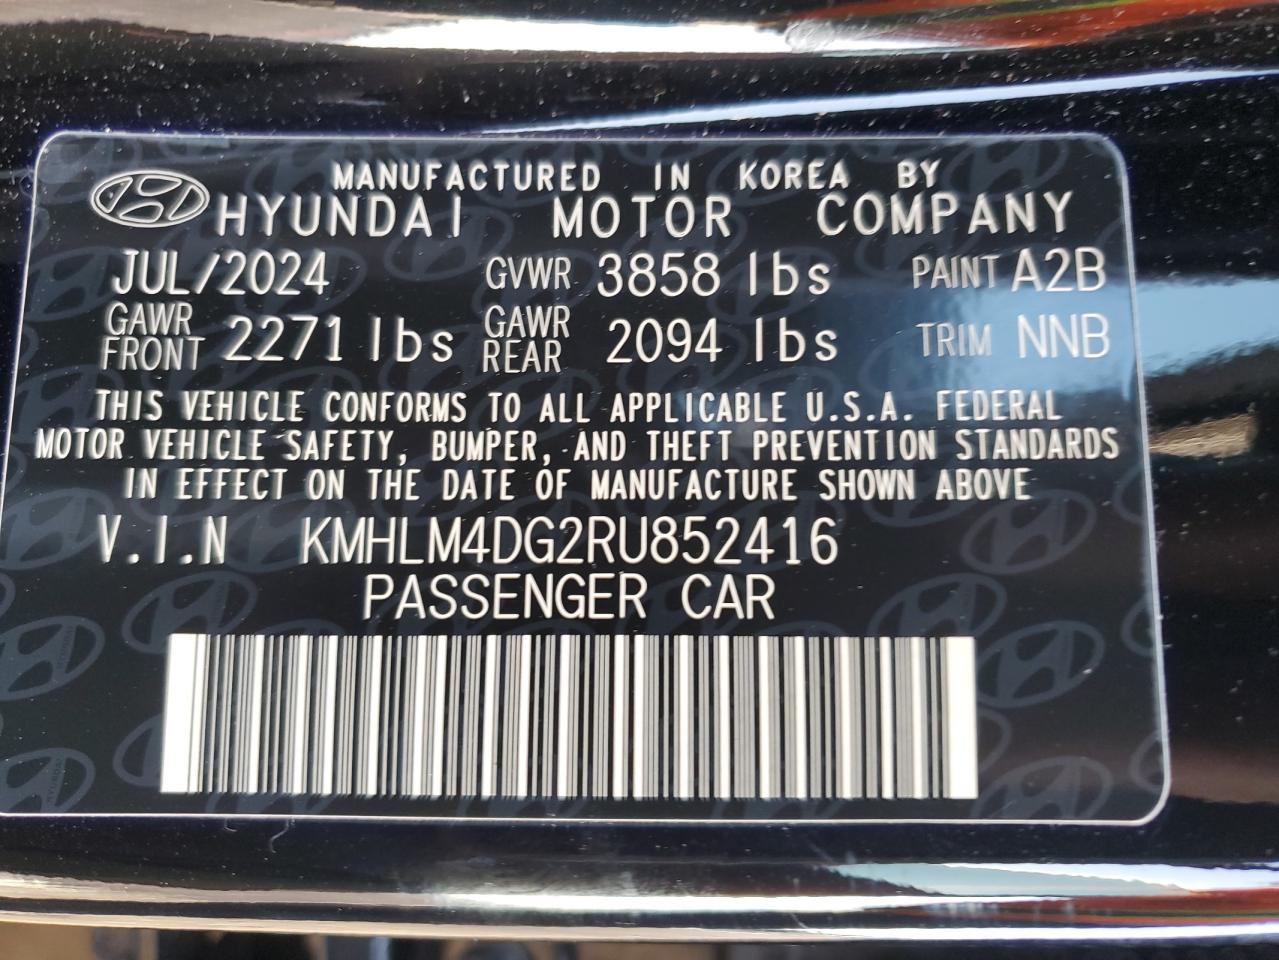 MANUFACTURED IN KOREA BY
HYUNDAI MOTOR COMPANY
JUL/2024 GVWR 3858 lbs PAINT A2B
GAWR FRONT 2271 lbs GAWR REAR 2094 lbs TRIM NNB
THIS VEHICLE CONFORMS TO ALL APPLICABLE U.S.A. FEDERAL
MOTOR VEHICLE SAFETY, BUMPER, AND THEFT PREVENTION STANDARDS
IN EFFECT ON THE DATE OF MANUFACTURE SHOWN ABOVE
V.I.N KMHLM4DG2RU852416
PASSENGER CAR